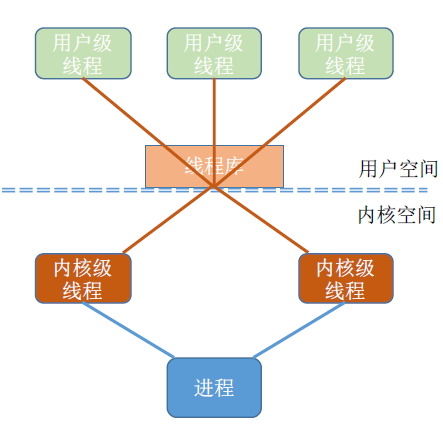 用户级
线程
用户级
线程
用户级
线程
线程库
用户空间
内核空间
内核级
线程
内核级
线程
进程